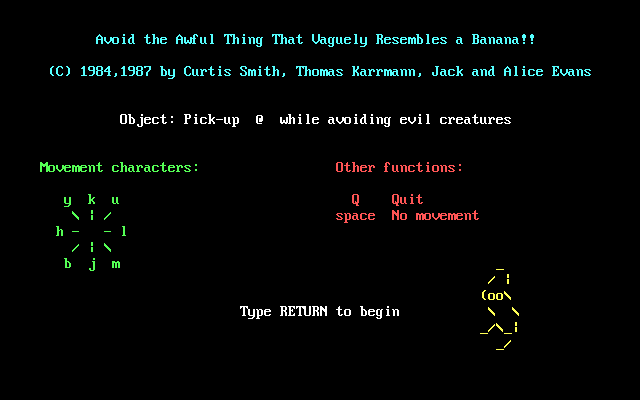 Avoid the Awful Thing That Vaguely Resembles a Banana!!
(C) 1984,1987 by Curtis Smith, Thomas Karrmann, Jack and Alice Evans
Object: Pick-up @ while avoiding evil creatures
Movement characters:
y k u
\ ¦ /
h - - l
/ ¦ \
b j m
Other functions:
Q Quit
space No movement
Type RETURN to begin
_
/ ¦
(oo\
\ \
_/\_¦
_/